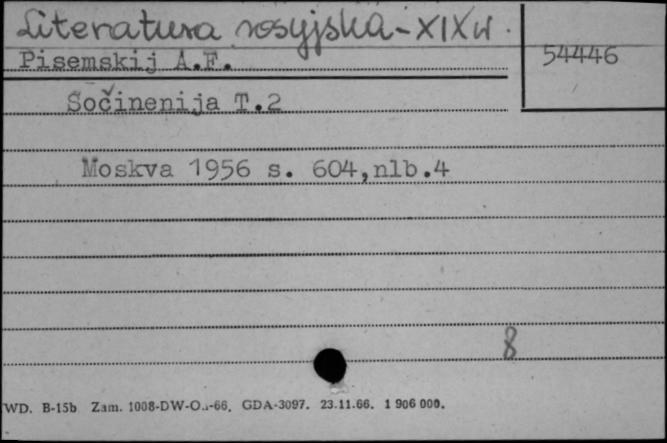 Literatura rosyjska - XIX w.
Pisemskij A.F.
54446
Sočinenija T.2
Moskva 1956 s. 604,nlb.4
8
WD. B-15b Zam. 1008-DW-O.-66. GDA-3097. 23.11.66. 1 906 000.